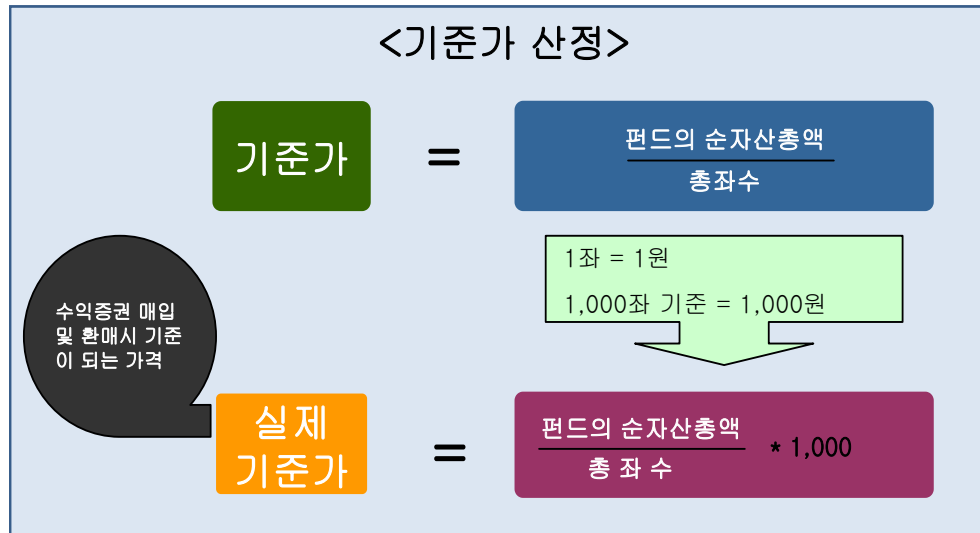 <기준가 산정>
기준가
=
펀드의 순자산총액
총좌수
1좌 = 1원
1,000좌 기준 = 1,000원
수익증권 매입
및 환매시 기준
이 되는 가격
실제
기준가
=
펀드의 순자산총액
총 좌 수
* 1,000